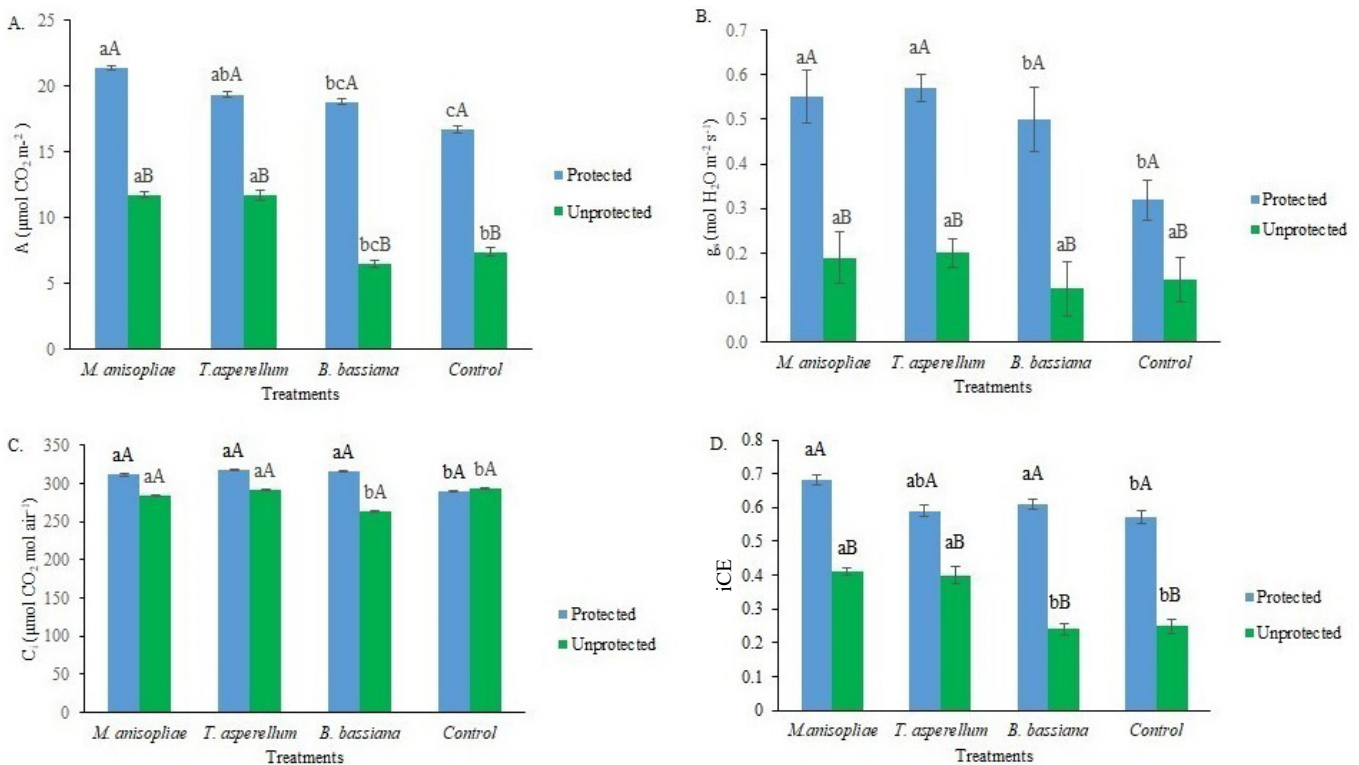 A.
A (μmol CO₂ m-²)
25
20
15
10
5
0
aA
aB
abA
aB
bcA
bcB
cA
bB
M. anisopliae T.asperellum B. bassiana Control
Treatments
Protected
Unprotected
B.
gₛ (mol H₂O m⁻² s⁻¹)
0.7
0.6
0.5
0.4
0.3
0.2
0.1
0.0
aA
aB
aA
aB
bA
aB
bA
aB
M. anisopliae T. asperellum B. bassiana Control
Treatments
Protected
Unprotected
C.
Cᵢ (μmol CO₂ mol air⁻¹)
350
300
250
200
150
100
50
0
aA
aA
aA
aA
aA
bA
bA
bA
M. anisopliae T. asperellum B. bassiana Control
Treatments
Protected
Unprotected
D.
iCE
0.8
0.7
0.6
0.5
0.4
0.3
0.2
0.1
0
aA
aB
abA
aB
aA
bB
bA
bB
M.anisopliae T. asperellum B. bassiana Control
Treatments
Protected
Unprotected